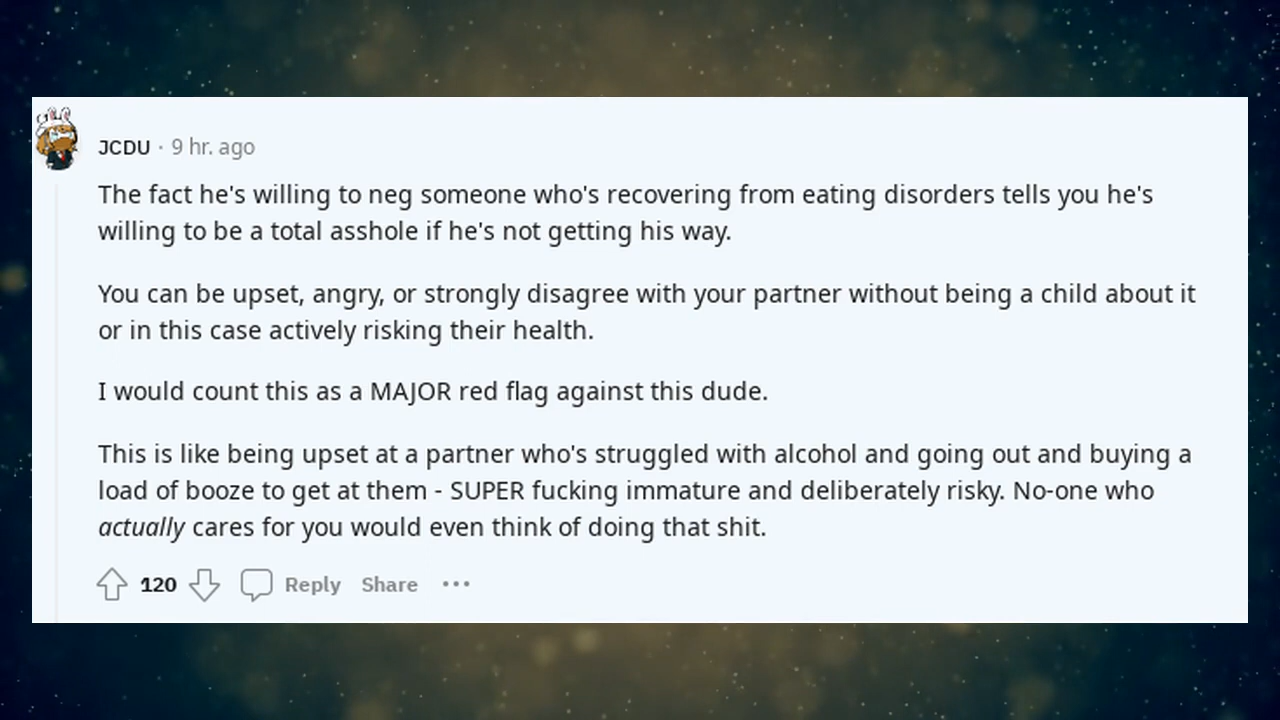 JCDU · 9 hr. ago
The fact he's willing to neg someone who's recovering from eating disorders tells you he's
willing to be a total asshole if he's not getting his way.
You can be upset, angry, or strongly disagree with your partner without being a child about it
or in this case actively risking their health.
I would count this as a MAJOR red flag against this dude.
This is like being upset at a partner who's struggled with alcohol and going out and buying a
load of booze to get at them - SUPER fucking immature and deliberately risky. No-one who
actually cares for you would even think of doing that shit.
120 Reply Share ···